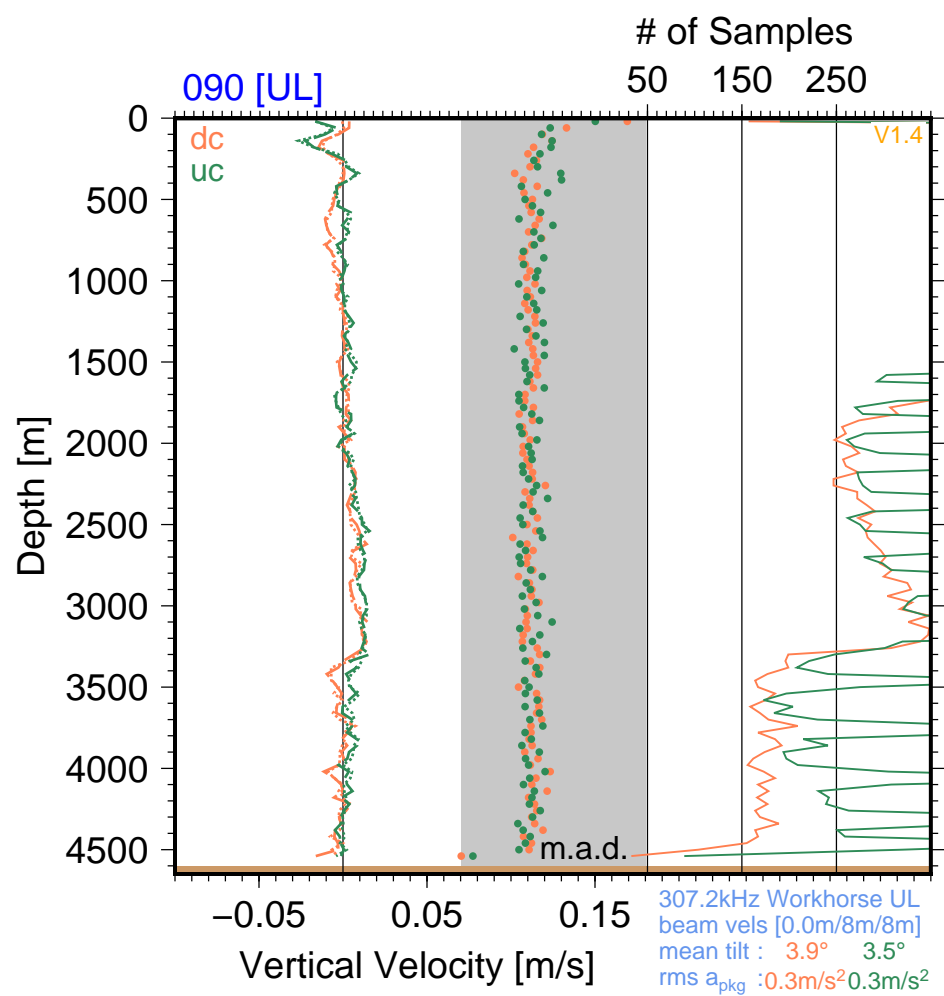 # of Samples
50 150 250
090 [UL]
dc
uc
V1.4
0
500
1000
1500
2000
2500
3000
3500
4000
4500
Depth [m]
m.a.d.
−0.05 0.05 0.15
Vertical Velocity [m/s]
307.2kHz Workhorse UL
beam vels [0.0m/8m/8m]
mean tilt : 3.9° 3.5°
rms a_pkg :0.3m/s² 0.3m/s²